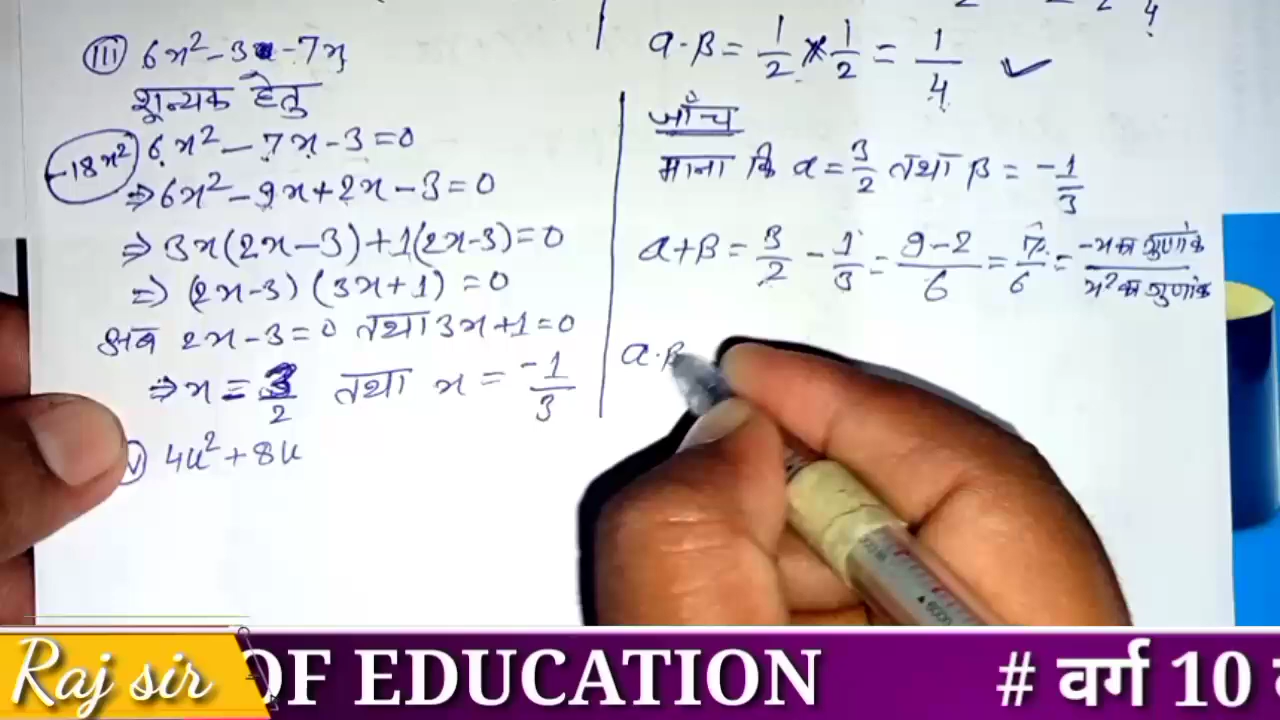 (III) 6x² - 3 - 7x
शून्यक हेतु
-18x²
6x² - 7x - 3 = 0
⇒ 6x² - 9x + 2x - 3 = 0
⇒ 3x(2x - 3) + 1(2x - 3) = 0
⇒ (2x - 3) (3x + 1) = 0
अब 2x - 3 = 0 तथा 3x + 1 = 0
⇒ x = 3/2 तथा x = -1/3
4u² + 8u
α·β = 1/2 × 1/2 = 1/4 ✓
जाँच
माना कि α = 3/2 तथा β = -1/3
α + β = 3/2 - 1/3 = 9-2/6 = 7/6 = -x का गुणांक/x² का गुणांक
α·β
Raj sir
OF EDUCATION
# वर्ग 10